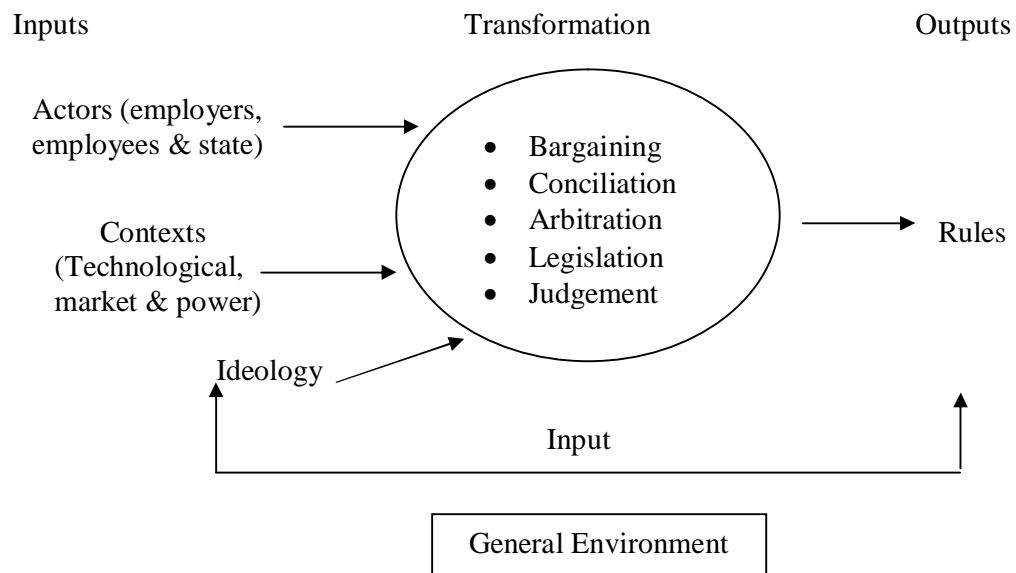 Inputs Transformation Outputs
Actors (employers,
employees & state)
• Bargaining
• Conciliation
• Arbitration
• Legislation
• Judgement
Contexts
(Technological,
market & power)
Rules
Ideology
Input
General Environment